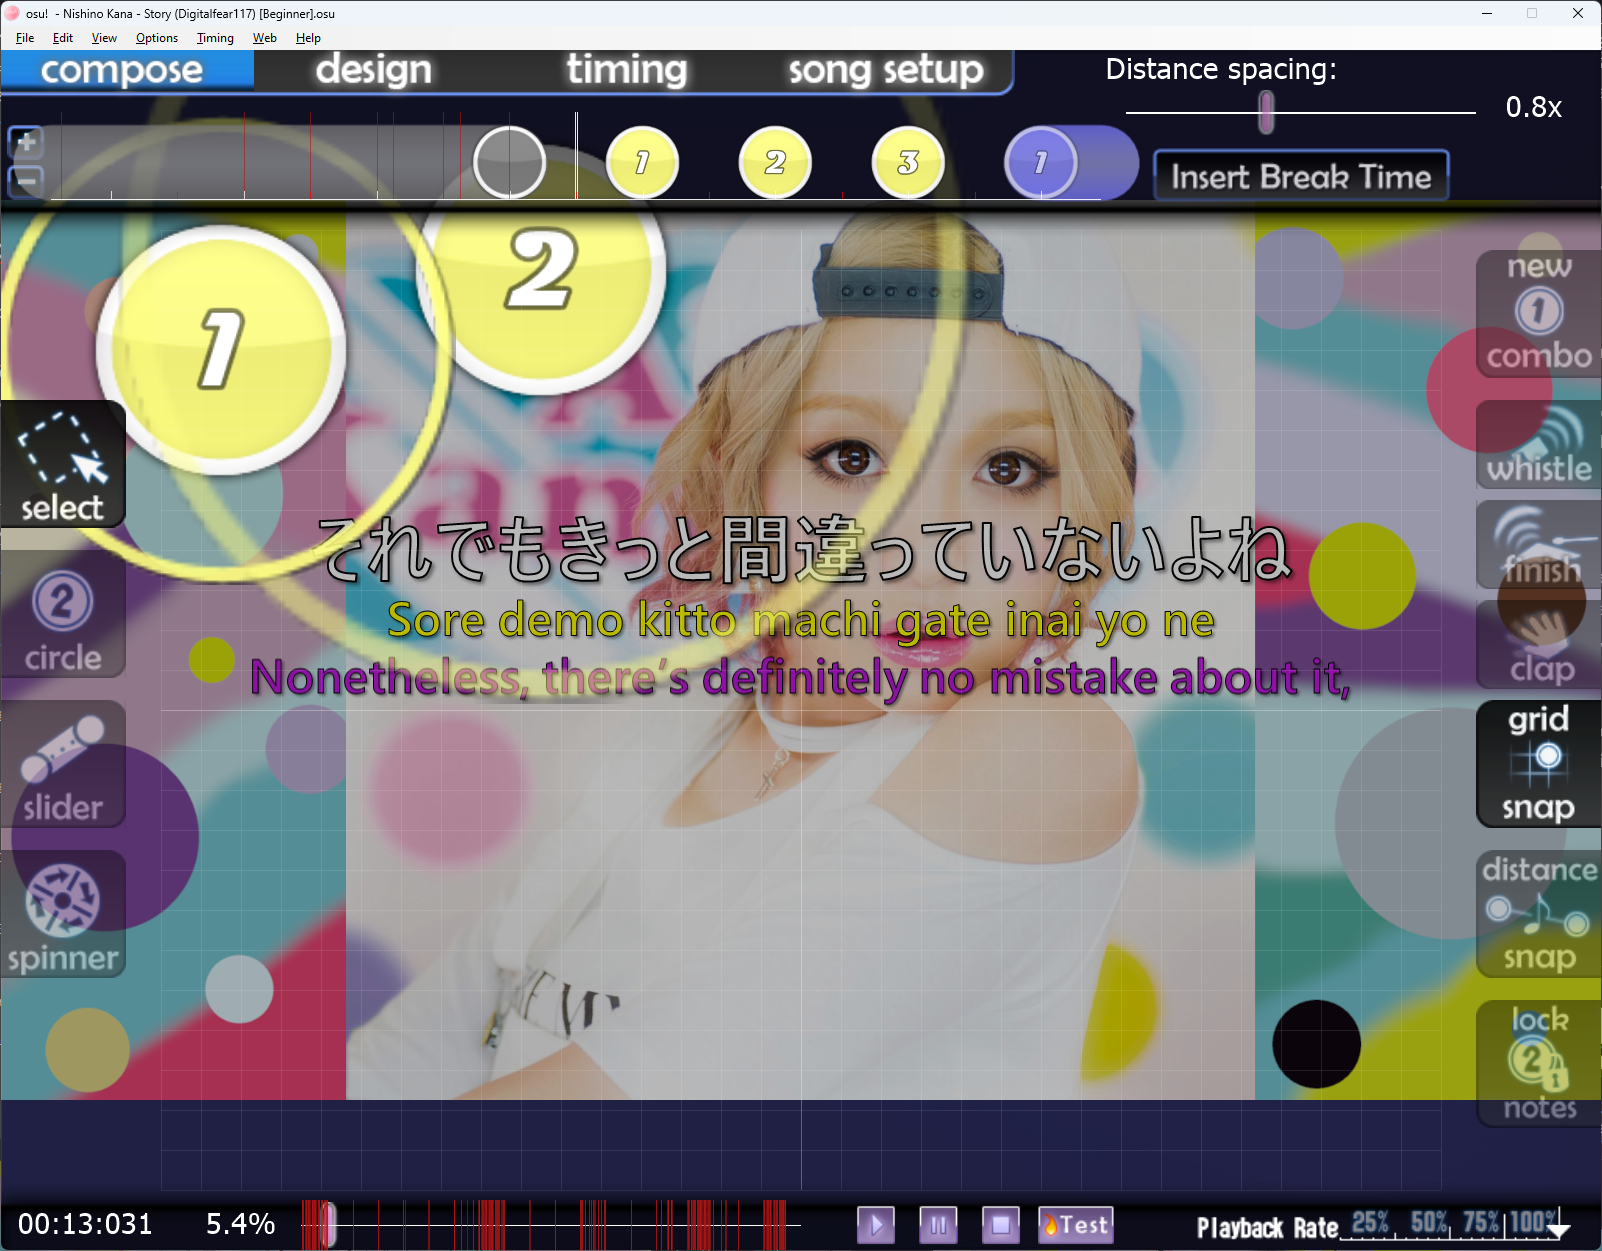 osu! - Nishino Kana - Story (Digitalfear117) [Beginner].osu
File Edit View Options Timing Web Help
compose design timing song setup
Distance spacing:
0.8x
+
1 2 3 1
Insert Break Time
−
1
2
new
1
combo
whistle
select
それでもきっと間違っていないよね
finish
2
circle
Sore demo kitto machi gate inai yo ne
clap
Nonetheless, there's definitely no mistake about it,
grid
snap
slider
distance
snap
spinner
lock
2
notes
00:13:031 5.4%
Test
Playback Rate 25% 50% 75% 100%